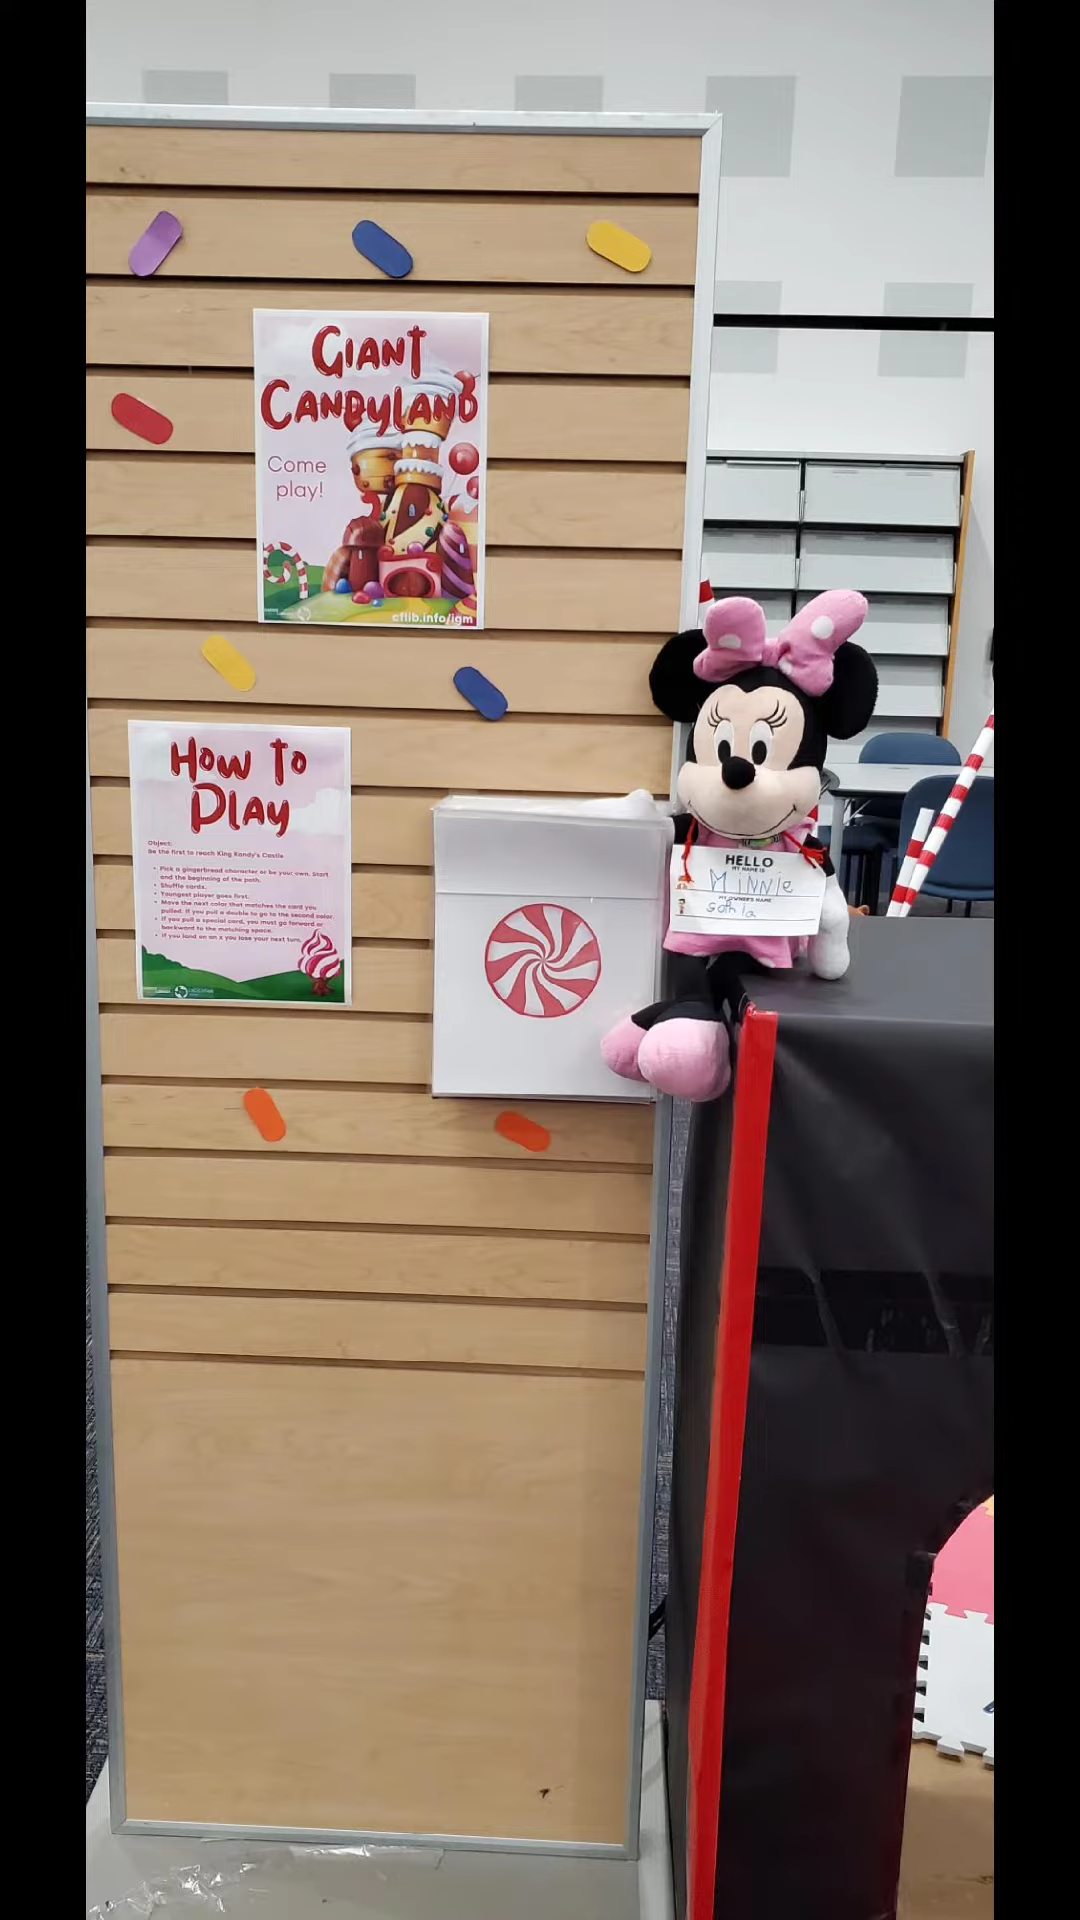 GIANT
CANDYLAND
Come
play!
cflib.info/igm
How to
Play
Object:
Be the first to reach King Kandy's Castle
• Pick a gingerbread character or be your own. Start
and the beginning of the path.
• Shuffle cards.
• Youngest player goes first.
• Move the next color that matches the card you
pulled. If you pull a double to go to the second color.
• If you pull a special card, you must go forward or
backward to the matching space.
• If you land on an x you lose your next turn.
HELLO
MY NAME IS
MiNNie
MY OWNER'S NAME
Sofhia